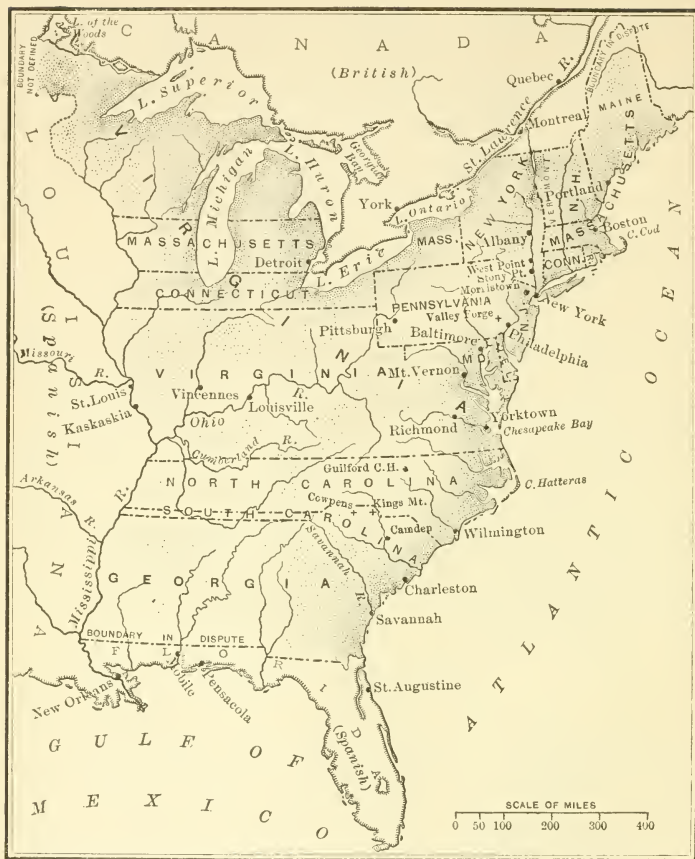 L. of the
Woods
C A N A D A
(British)
BOUNDARY
NOT DEFINED
BOUNDARY IN DISPUTE
Quebec
R.
St. Lawrence
Montreal
MAINE
L. Superior
L. Michigan
L. Huron
Georgian
Bay
York
L. Ontario
L. Erie
NEW YORK
VERMONT
N.H.
Portland
MASSACHUSETTS
Boston
C. Cod
Albany
MASS.
CONN.
West Point
Stony Pt.
Morristown
New York
N.J.
VIRGINIA
MASSACHUSETTS
Detroit
CONNECTICUT
PENNSYLVANIA
Valley Forge
Philadelphia
Pittsburgh
Baltimore
MD.
DEL.
Mt. Vernon
LOUISIANA
(Spanish)
Missouri
R.
St. Louis
Kaskaskia
VIRGINIA
Vincennes
Louisville
Ohio
R.
Richmond
Yorktown
Chesapeake Bay
Cumberland R.
Guilford C.H.
NORTH CAROLINA
C. Hatteras
Cowpens
Kings Mt.
SOUTH CAROLINA
Camdep
Wilmington
Arkansas
R.
Mississippi
R.
GEORGIA
Savannah
R.
Charleston
Savannah
BOUNDARY IN DISPUTE
FLORIDA
(Spanish)
New Orleans
Mobile
Pensacola
St. Augustine
ATLANTIC OCEAN
GULF OF
MEXICO
SCALE OF MILES
0 50 100 200 300 400